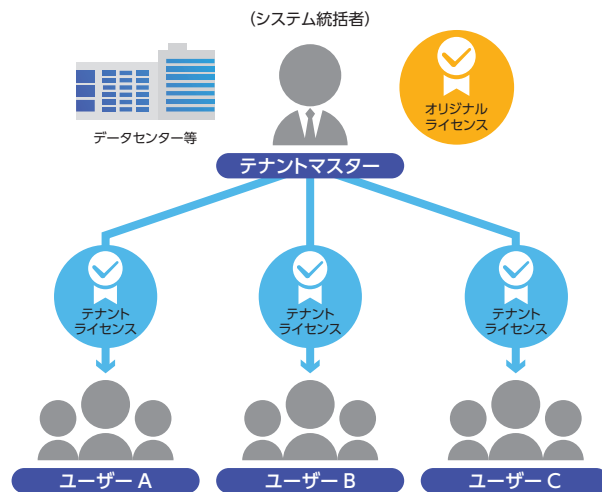 (システム統括者)
オリジナル
ライセンス
データセンター等
テナントマスター
テナント
ライセンス
テナント
ライセンス
テナント
ライセンス
ユーザー A
ユーザー B
ユーザー C